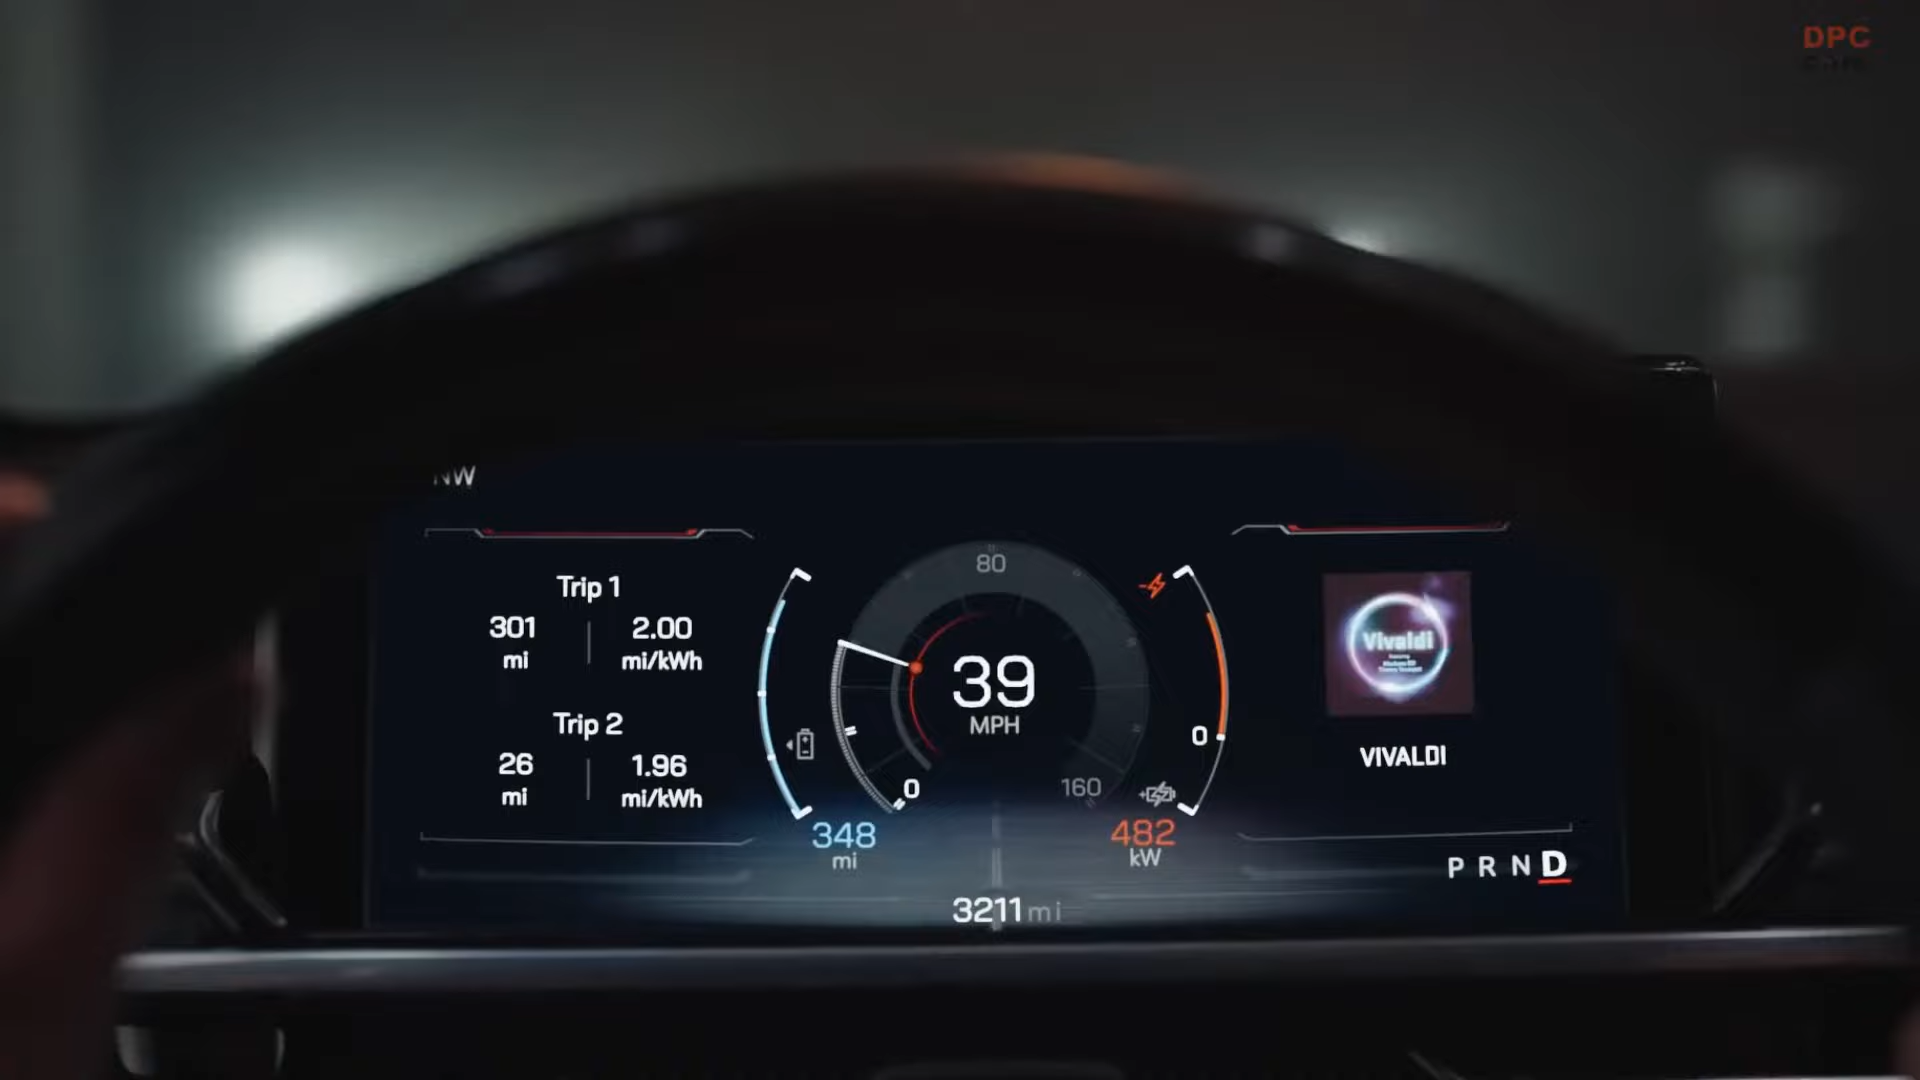 DPC
NW
Trip 1
301 2.00
mi mi/kWh
Trip 2
26 1.96
mi mi/kWh
80
39
MPH
0
160
0
348
mi
482
kW
3211 mi
Vivaldi
VIVALDI
P R N D